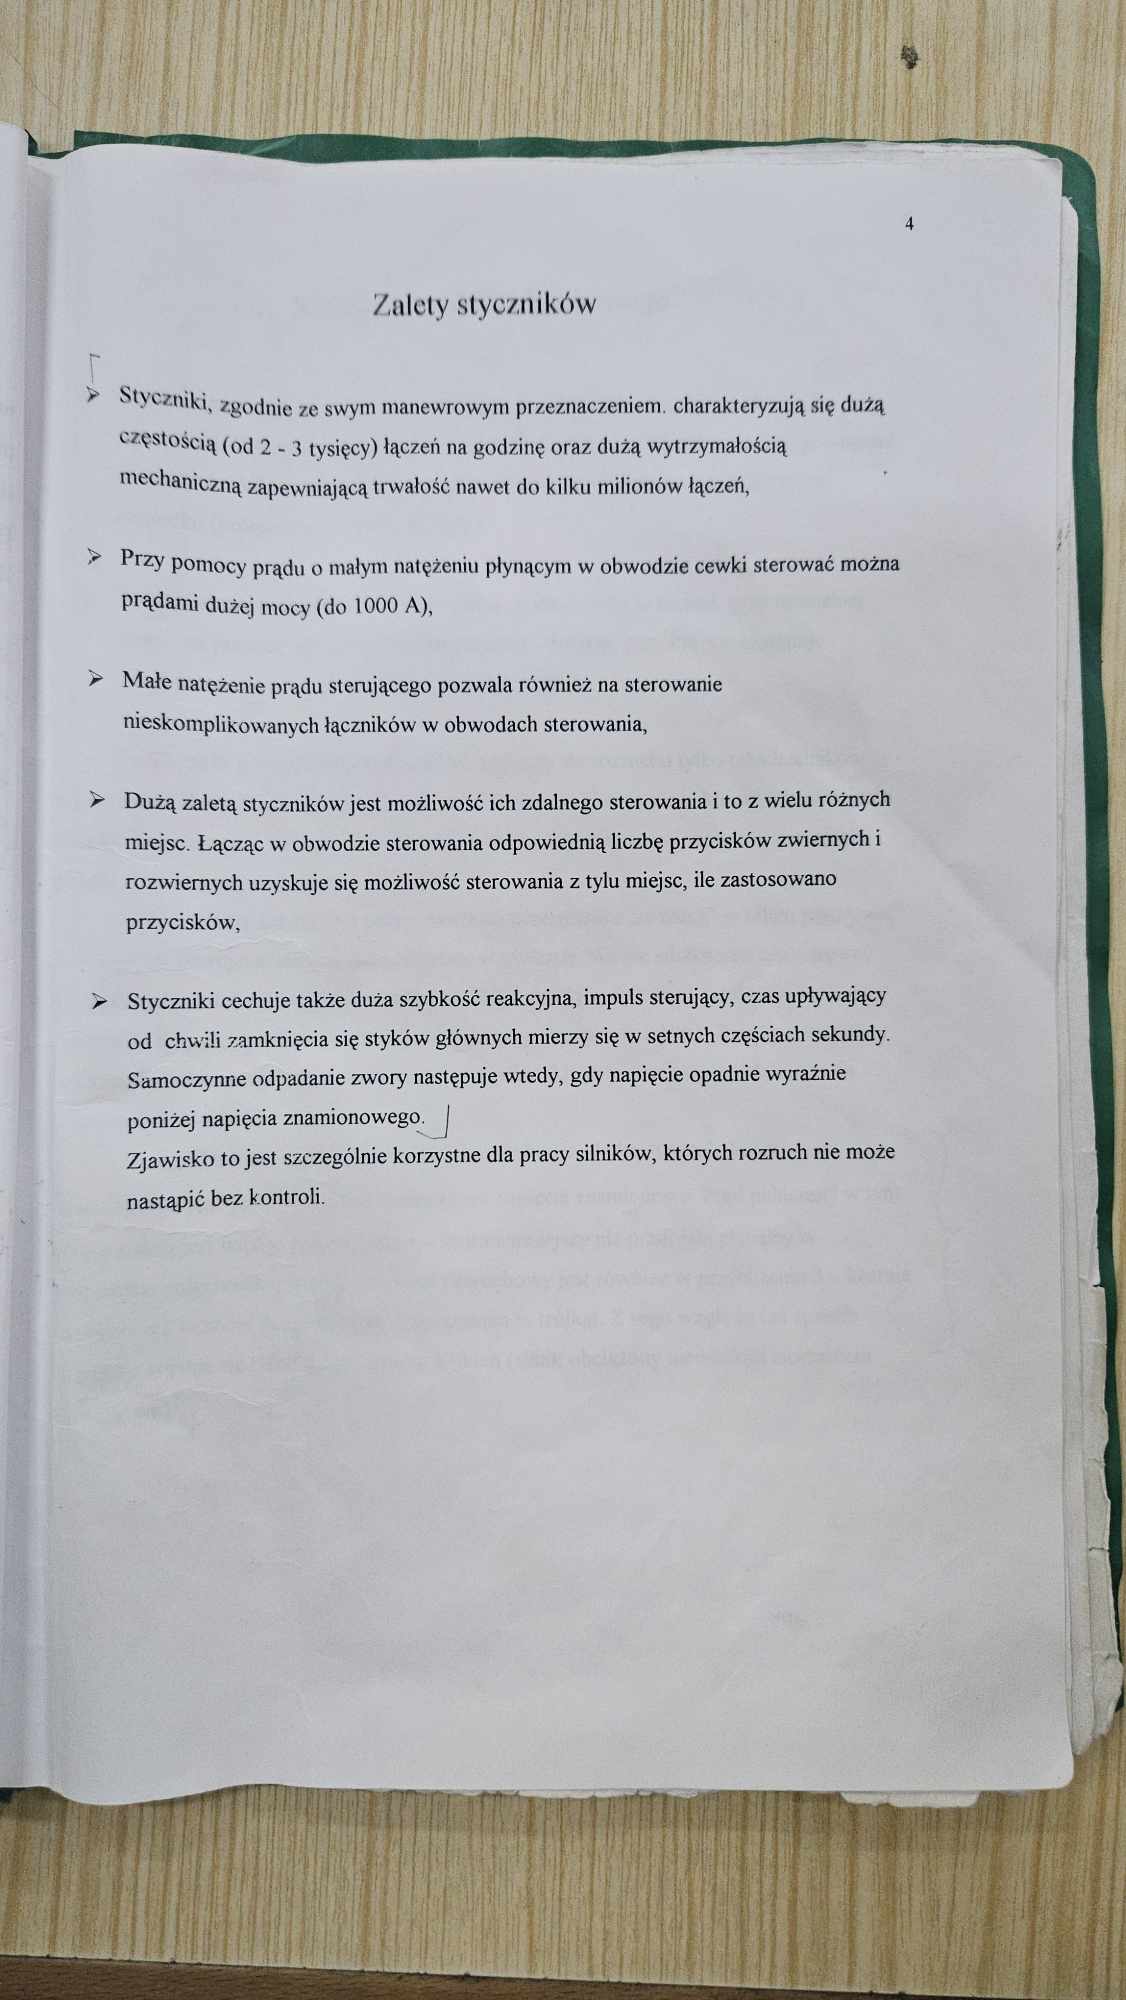 4
Zalety styczników
➢ Styczniki, zgodnie ze swym manewrowym przeznaczeniem. charakteryzują się dużą
częstością (od 2 - 3 tysięcy) łączeń na godzinę oraz dużą wytrzymałością
mechaniczną zapewniającą trwałość nawet do kilku milionów łączeń,
➢ Przy pomocy prądu o małym natężeniu płynącym w obwodzie cewki sterować można
prądami dużej mocy (do 1000 A),
➢ Małe natężenie prądu sterującego pozwala również na sterowanie
nieskomplikowanych łączników w obwodach sterowania,
➢ Dużą zaletą styczników jest możliwość ich zdalnego sterowania i to z wielu różnych
miejsc. Łącząc w obwodzie sterowania odpowiednią liczbę przycisków zwiernych i
rozwiernych uzyskuje się możliwość sterowania z tylu miejsc, ile zastosowano
przycisków,
➢ Styczniki cechuje także duża szybkość reakcyjna, impuls sterujący, czas upływający
od chwili zamknięcia się styków głównych mierzy się w setnych częściach sekundy.
Samoczynne odpadanie zwory następuje wtedy, gdy napięcie opadnie wyraźnie
poniżej napięcia znamionowego.
Zjawisko to jest szczególnie korzystne dla pracy silników, których rozruch nie może
nastąpić bez kontroli.